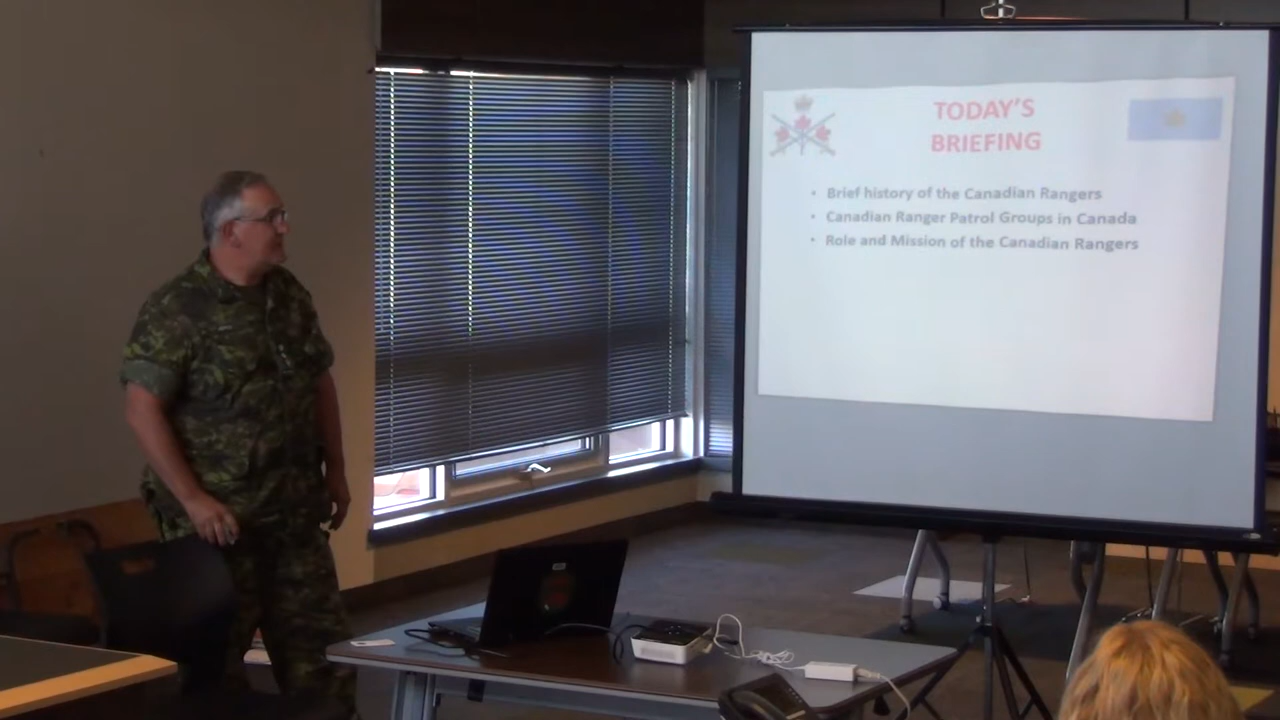 TODAY'S
BRIEFING
• Brief history of the Canadian Rangers
• Canadian Ranger Patrol Groups in Canada
• Role and Mission of the Canadian Rangers